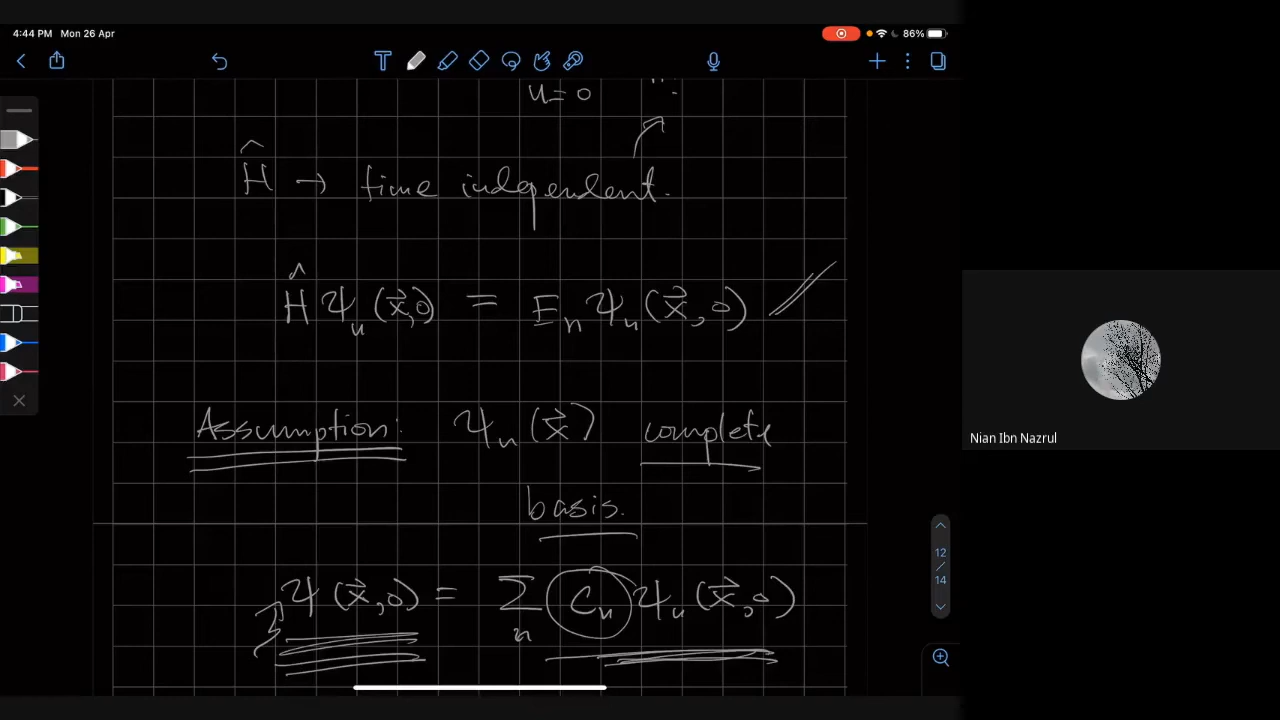 4:44 PM Mon 26 Apr
86%
n = 0
Ĥ → time independent.
Ĥ Ψn (x⃗,0) = En Ψn (x⃗,0)
Assumption: Ψn (x⃗) complete
basis.
Ψ (x⃗,0) = Σn Cn Ψn (x⃗,0)
12
/
14
Nian Ibn Nazrul